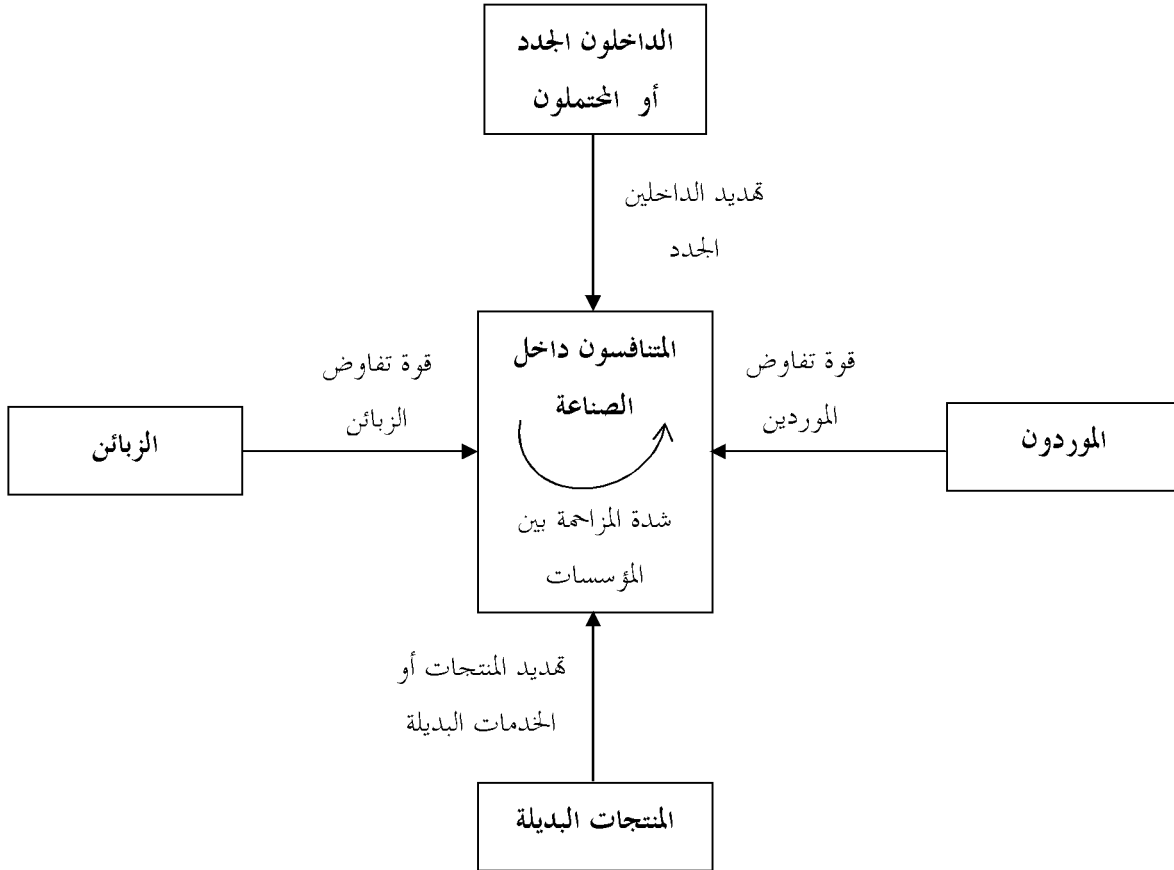 الداخلون الجدد
أو المحتملون
تهديد الداخلين
الجدد
المتنافسون داخل
الصناعة
شدة المزاحمة بين
المؤسسات
قوة تفاوض
الموردين
الموردون
قوة تفاوض
الزبائن
الزبائن
تهديد المنتجات أو
الخدمات البديلة
المنتجات البديلة